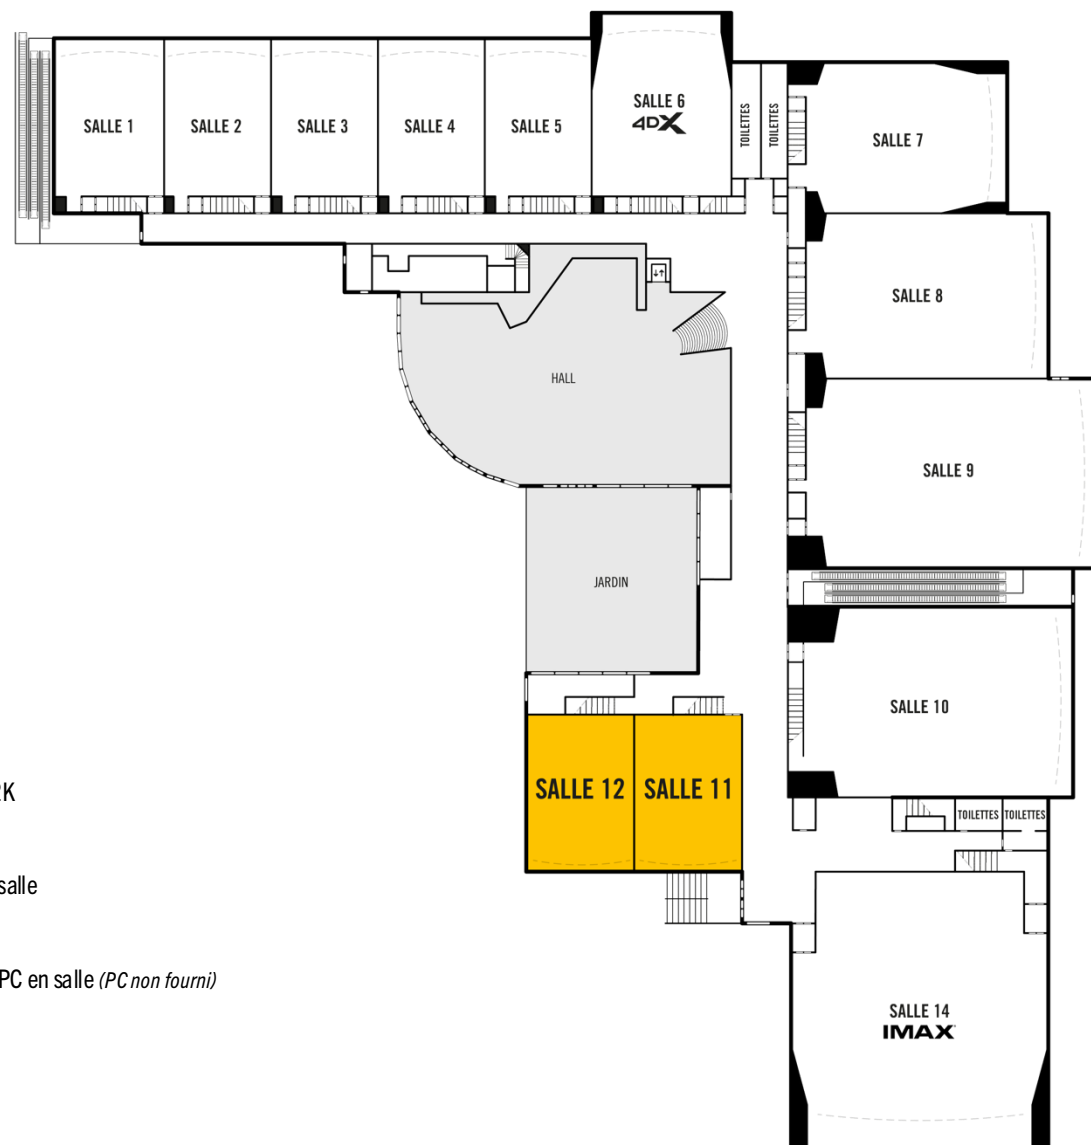 SALLE 1
SALLE 2
SALLE 3
SALLE 4
SALLE 5
SALLE 6
4DX
TOILETTES
TOILETTES
SALLE 7
SALLE 8
HALL
SALLE 9
JARDIN
SALLE 10
SALLE 12
SALLE 11
2K
TOILETTES
TOILETTES
salle
PC en salle (PC non fourni)
SALLE 14
IMAX